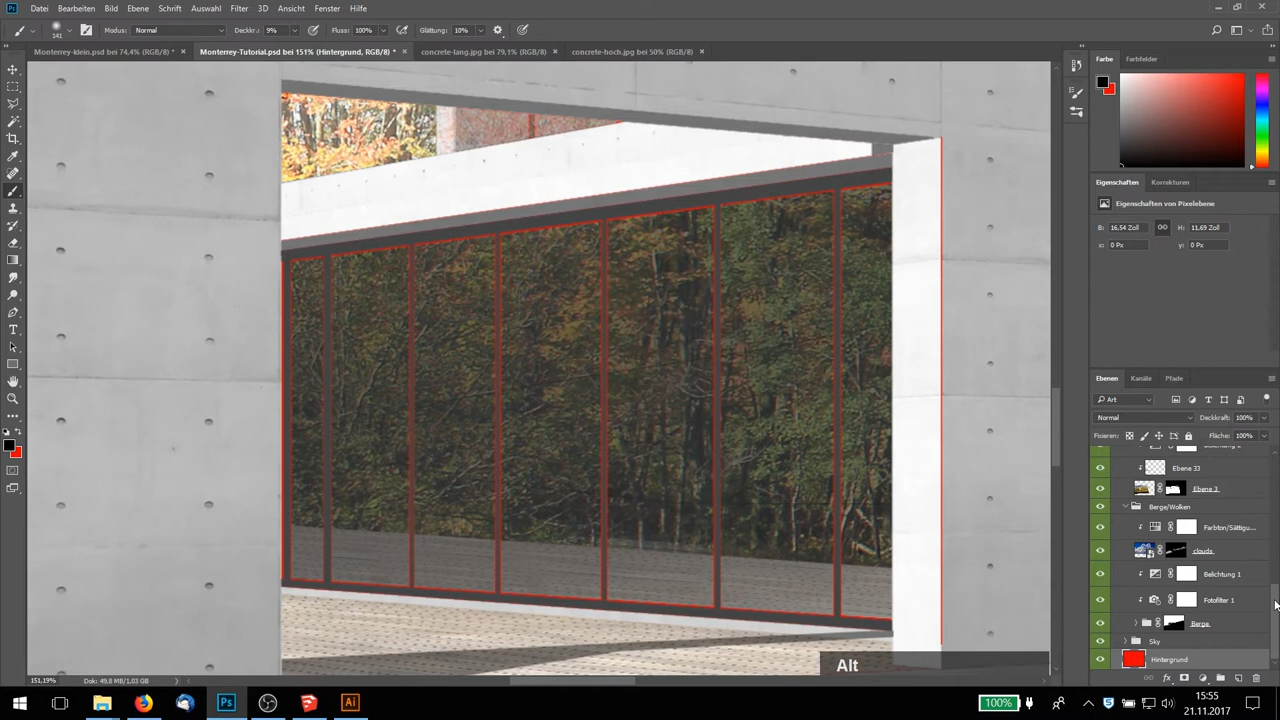 Datei Bearbeiten Ebene Schrift Auswahl Filter 3D Ansicht Fenster Hilfe
141 Modus: Normal Deckkr.: 9% Fluss: 100% Glättung: 10%
Monterrey-klein.psd bei 74,4% (RGB/8) * × Monterrey-Tutorial.psd bei 151% (Hintergrund, RGB/8) * × concrete-lang.jpg bei 79,1% (RGB/8) × concrete-hoch.jpg bei 50% (RGB/8) ×
Farbe Farbfelder
Eigenschaften Korrekturen
Eigenschaften von Pixelebene
B: 16,54 Zoll H: 11,69 Zoll
x: 0 Px y: 0 Px
Ebenen Kanäle Pfade
Art
Normal Deckkraft: 100%
Fixieren: Fläche: 100%
Ebene 33
Ebene 3
Berge/Wolken
Farbton/Sättigu...
clouds
Belichtung 1
Fotofilter 1
Berge
Sky
Hintergrund
Alt
151,19% Dok: 49,8 MB/1,03 GB
Ps Ai 100% 15:55
21.11.2017